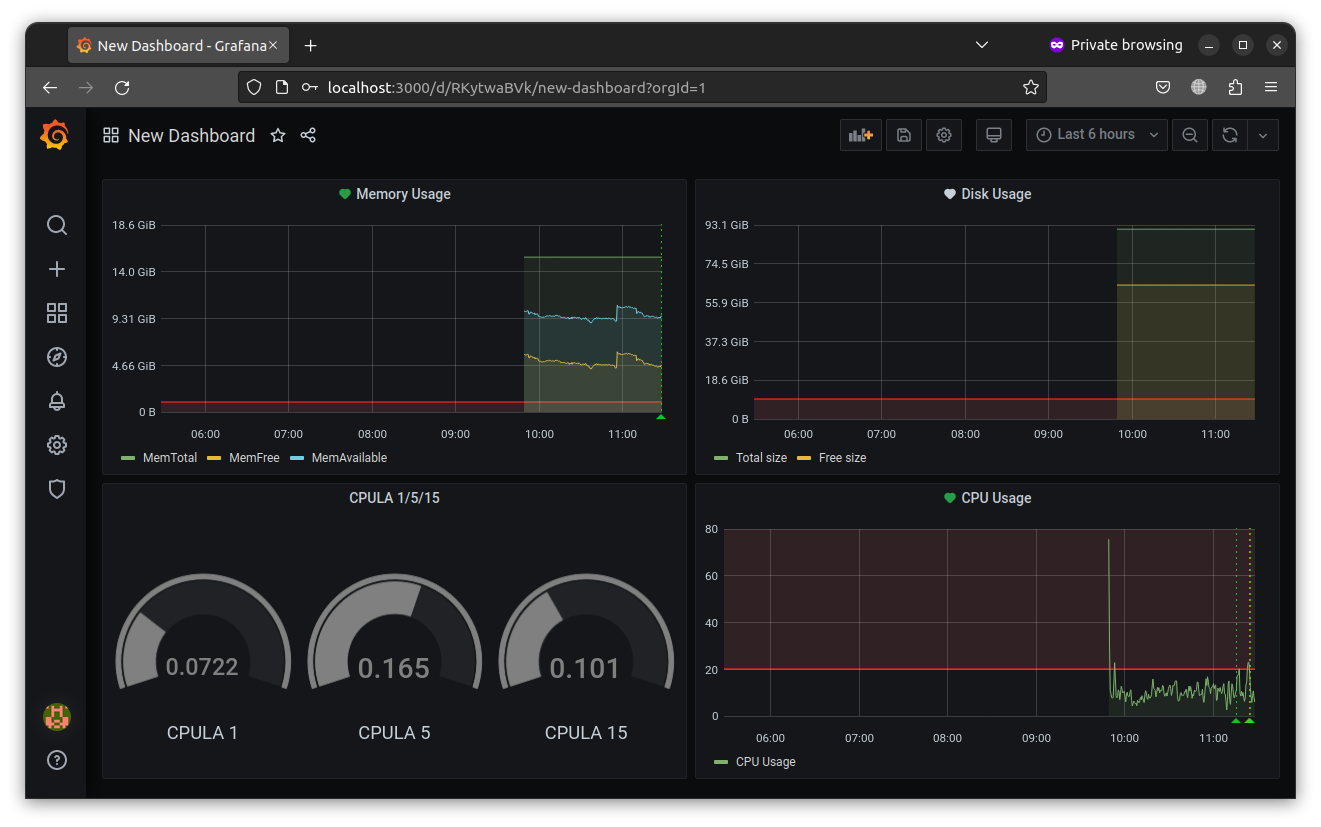 New Dashboard - Grafana
Private browsing
localhost:3000/d/RKytwaBVk/new-dashboard?orgId=1
New Dashboard
Last 6 hours
Memory Usage
18.6 GiB
14.0 GiB
9.31 GiB
4.66 GiB
0 B
06:00 07:00 08:00 09:00 10:00 11:00
MemTotal MemFree MemAvailable
Disk Usage
93.1 GiB
74.5 GiB
55.9 GiB
37.3 GiB
18.6 GiB
0 B
06:00 07:00 08:00 09:00 10:00 11:00
Total size Free size
CPULA 1/5/15
0.0722 0.165 0.101
CPULA 1 CPULA 5 CPULA 15
CPU Usage
80
60
40
20
0
06:00 07:00 08:00 09:00 10:00 11:00
CPU Usage